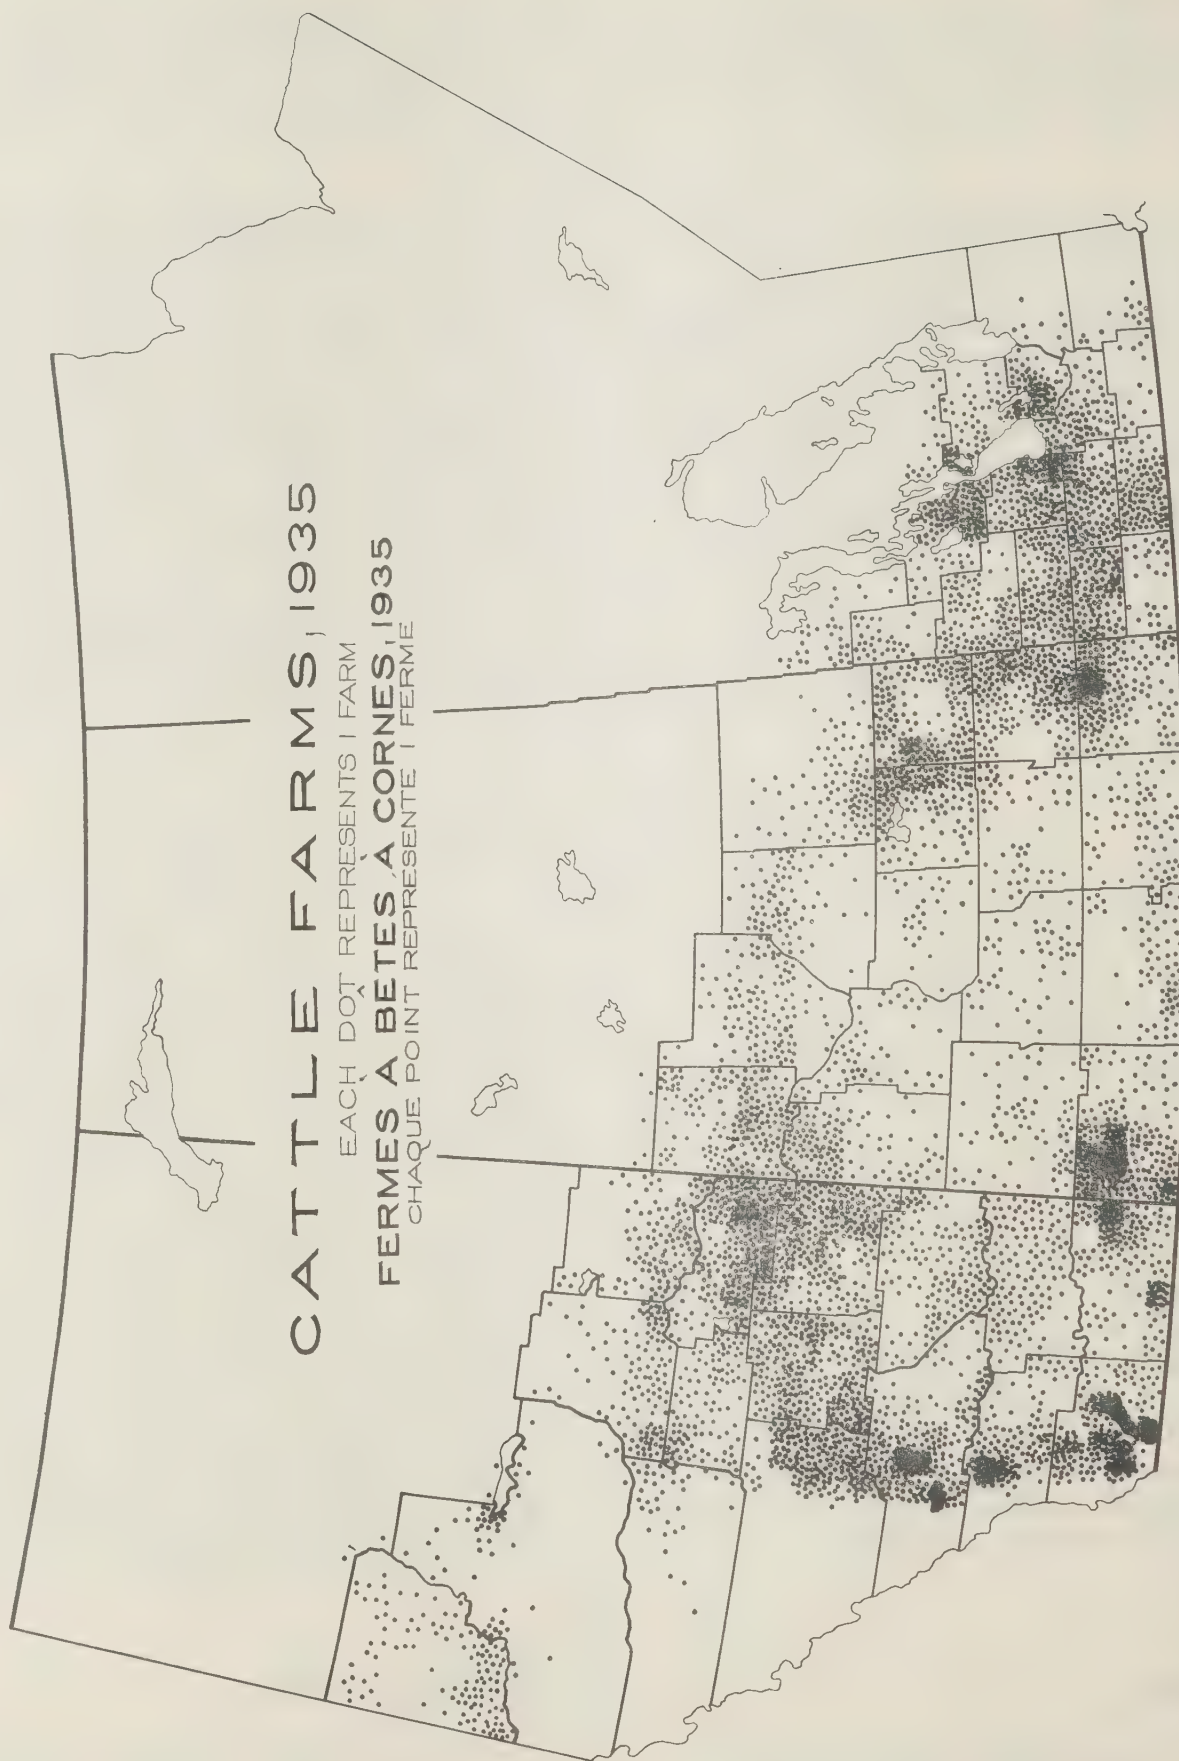 CATTLE FARMS, 1935
EACH DOT REPRESENTS 1 FARM
FERMES À BÊTES À CORNES, 1935
CHAQUE POINT REPRÉSENTE 1 FERME